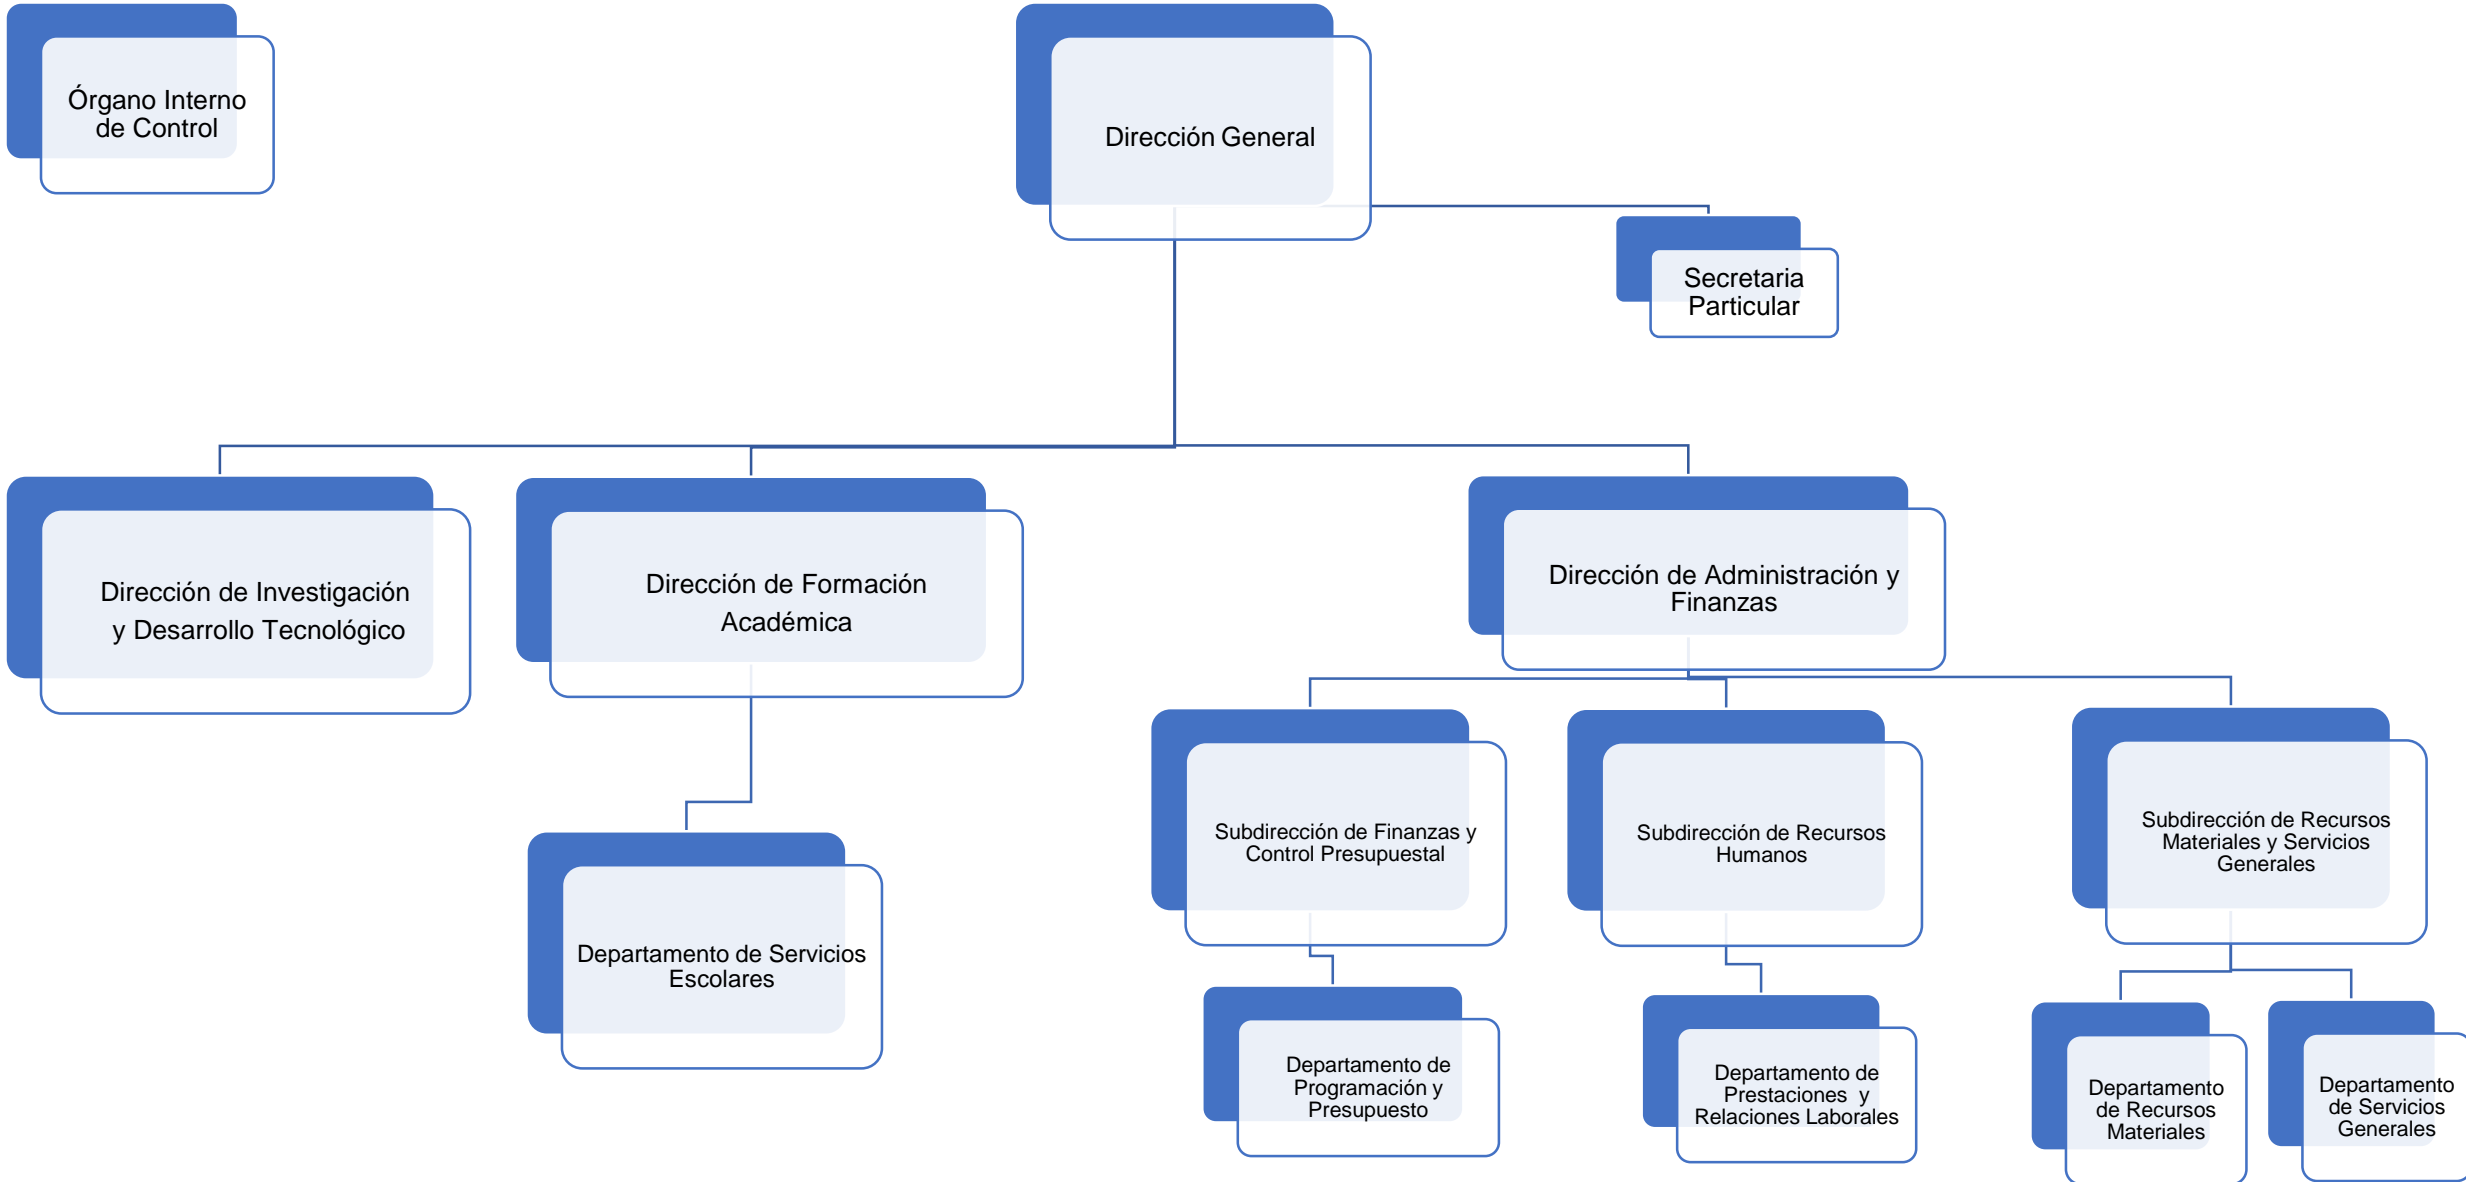 Órgano Interno
de Control
Dirección General
Secretaria
Particular
Dirección de Investigación
y Desarrollo Tecnológico
Dirección de Formación
Académica
Dirección de Administración y
Finanzas
Subdirección de Finanzas y
Control Presupuestal
Subdirección de Recursos
Humanos
Subdirección de Recursos
Materiales y Servicios
Generales
Departamento de Servicios
Escolares
Departamento de
Programación y
Presupuesto
Departamento de
Prestaciones y
Relaciones Laborales
Departamento
de Recursos
Materiales
Departamento
de Servicios
Generales